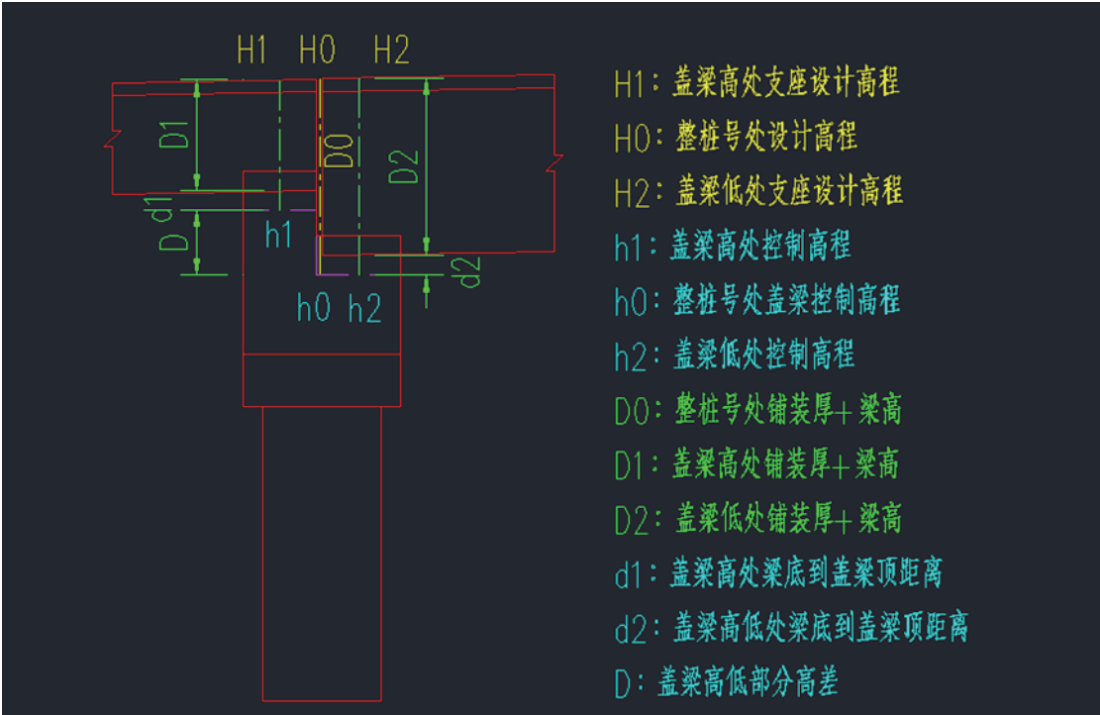 H1 H0 H2
D1
D0
D2
d1
D
h1
d2
h0 h2
H1：盖梁高处支座设计高程
H0：整桩号处设计高程
H2：盖梁低处支座设计高程
h1：盖梁高处控制高程
h0：整桩号处盖梁控制高程
h2：盖梁低处控制高程
D0：整桩号处铺装厚+梁高
D1：盖梁高处铺装厚+梁高
D2：盖梁低处铺装厚+梁高
d1：盖梁高处梁底到盖梁顶距离
d2：盖梁高低处梁底到盖梁顶距离
D：盖梁高低部分高差